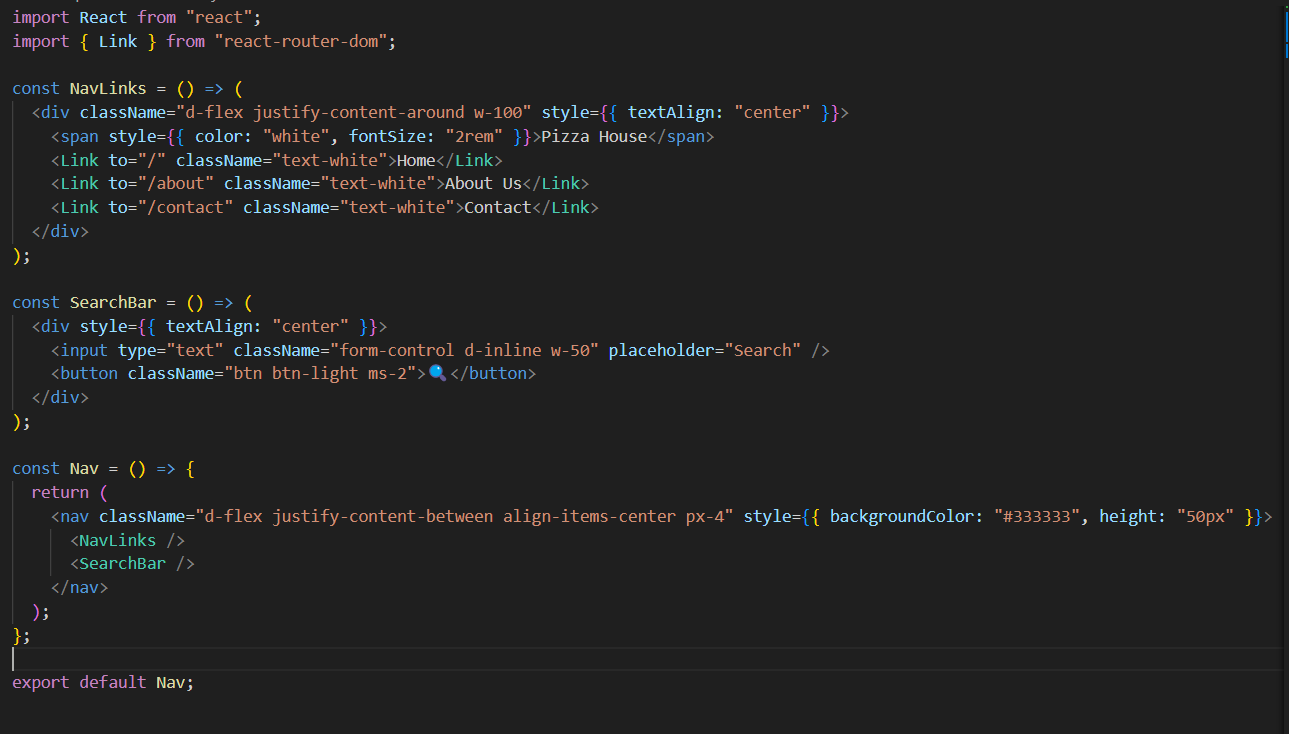 import React from "react";
import { Link } from "react-router-dom";

const NavLinks = () => (
  <div className="d-flex justify-content-around w-100" style={{ textAlign: "center" }}>
    <span style={{ color: "white", fontSize: "2rem" }}>Pizza House</span>
    <Link to="/" className="text-white">Home</Link>
    <Link to="/about" className="text-white">About Us</Link>
    <Link to="/contact" className="text-white">Contact</Link>
  </div>
);

const SearchBar = () => (
  <div style={{ textAlign: "center" }}>
    <input type="text" className="form-control d-inline w-50" placeholder="Search" />
    <button className="btn btn-light ms-2">🔍</button>
  </div>
);

const Nav = () => {
  return (
    <nav className="d-flex justify-content-between align-items-center px-4" style={{ backgroundColor: "#333333", height: "50px" }}>
      <NavLinks />
      <SearchBar />
    </nav>
  );
};

export default Nav;